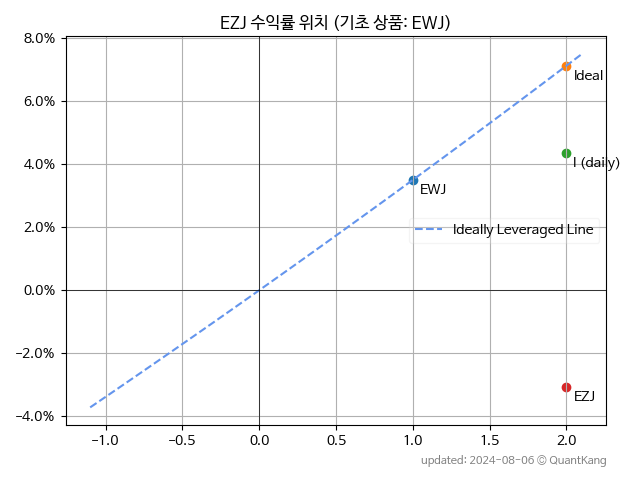 EZJ 수익률 위치 (기초 상품: EWJ)
8.0%
6.0%
4.0%
2.0%
0.0%
−2.0%
−4.0%
Ideal
I (daily)
EWJ
Ideally Leveraged Line
EZJ
−1.0 −0.5 0.0 0.5 1.0 1.5 2.0
updated: 2024-08-06 © QuantKang